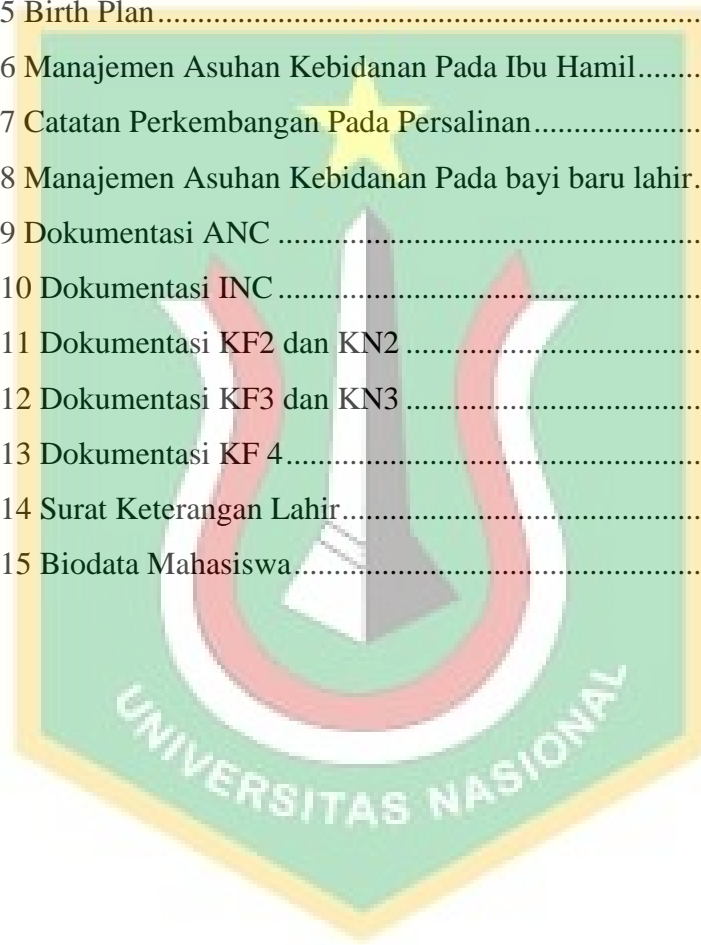 5 Birth Plan..........................................................................
6 Manajemen Asuhan Kebidanan Pada Ibu Hamil........
7 Catatan Perkembangan Pada Persalinan.....................
8 Manajemen Asuhan Kebidanan Pada bayi baru lahir.
9 Dokumentasi ANC ....................................................
10 Dokumentasi INC ....................................................
11 Dokumentasi KF2 dan KN2 ....................................
12 Dokumentasi KF3 dan KN3 ....................................
13 Dokumentasi KF 4...................................................
14 Surat Keterangan Lahir............................................
15 Biodata Mahasiswa..................................................
UNIVERSITAS NASIONAL